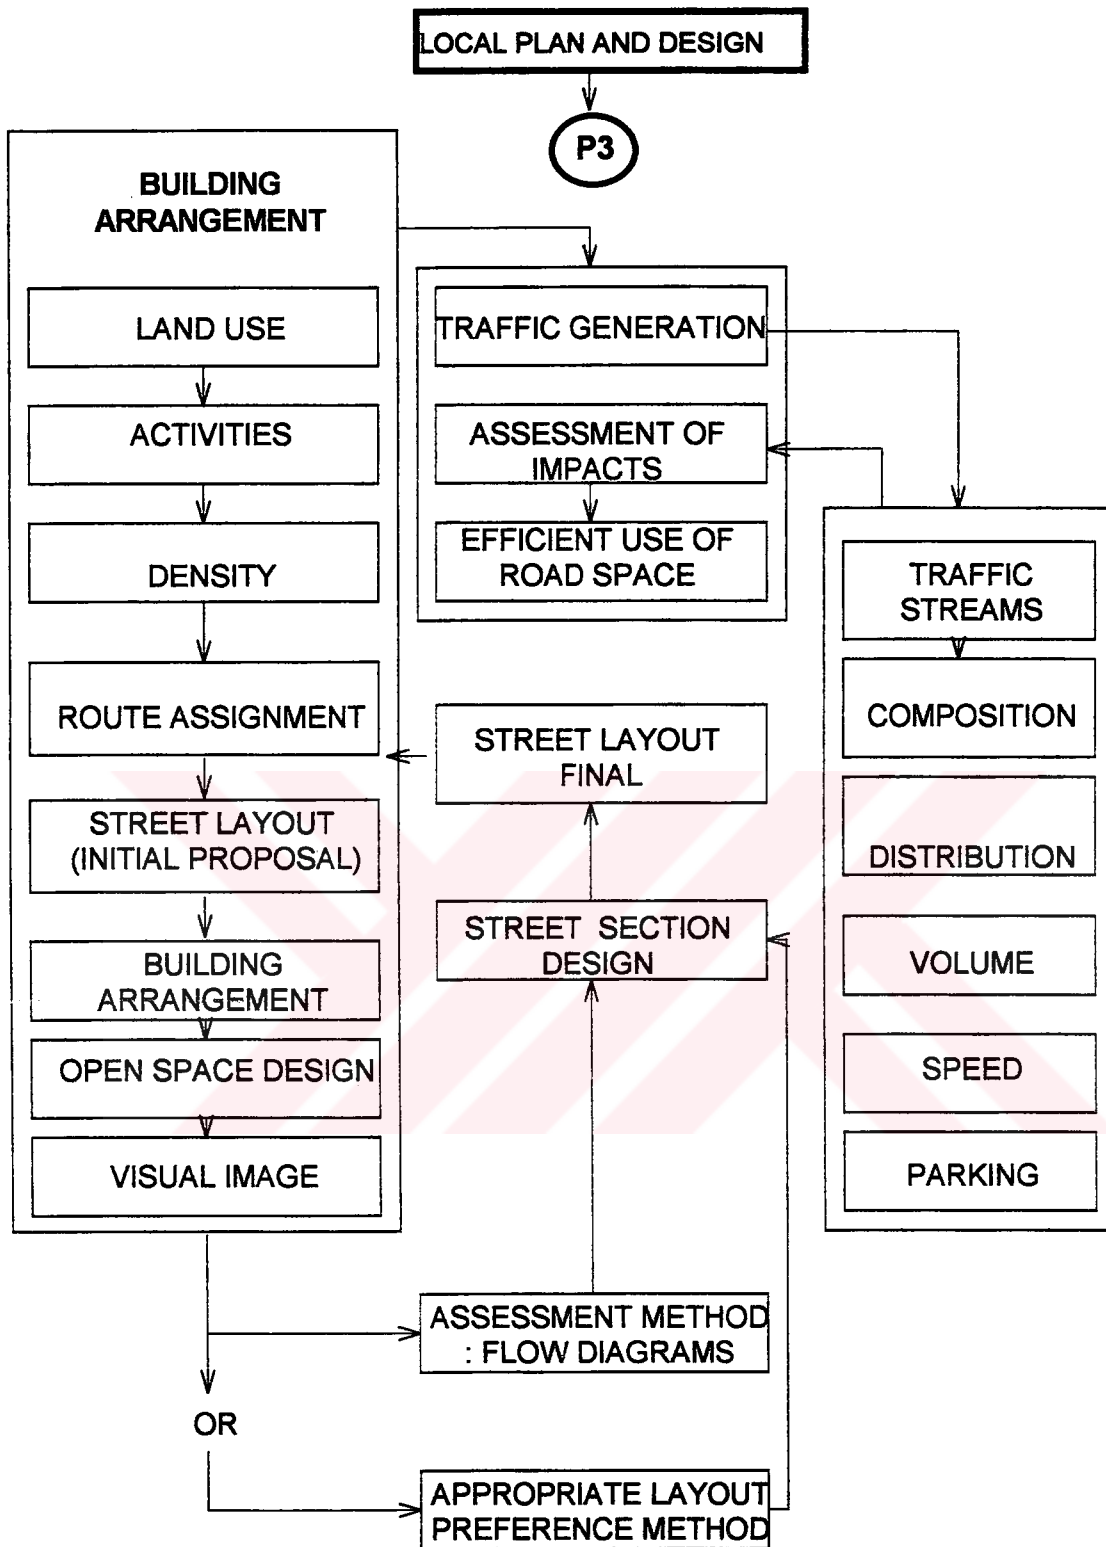 LOCAL PLAN AND DESIGN
P3
BUILDING
ARRANGEMENT
LAND USE
ACTIVITIES
DENSITY
ROUTE ASSIGNMENT
STREET LAYOUT
(INITIAL PROPOSAL)
BUILDING
ARRANGEMENT
OPEN SPACE DESIGN
VISUAL IMAGE
TRAFFIC GENERATION
ASSESSMENT OF
IMPACTS
EFFICIENT USE OF
ROAD SPACE
STREET LAYOUT
FINAL
STREET SECTION
DESIGN
TRAFFIC
STREAMS
COMPOSITION
DISTRIBUTION
VOLUME
SPEED
PARKING
ASSESSMENT METHOD
: FLOW DIAGRAMS
OR
APPROPRIATE LAYOUT
PREFERENCE METHOD